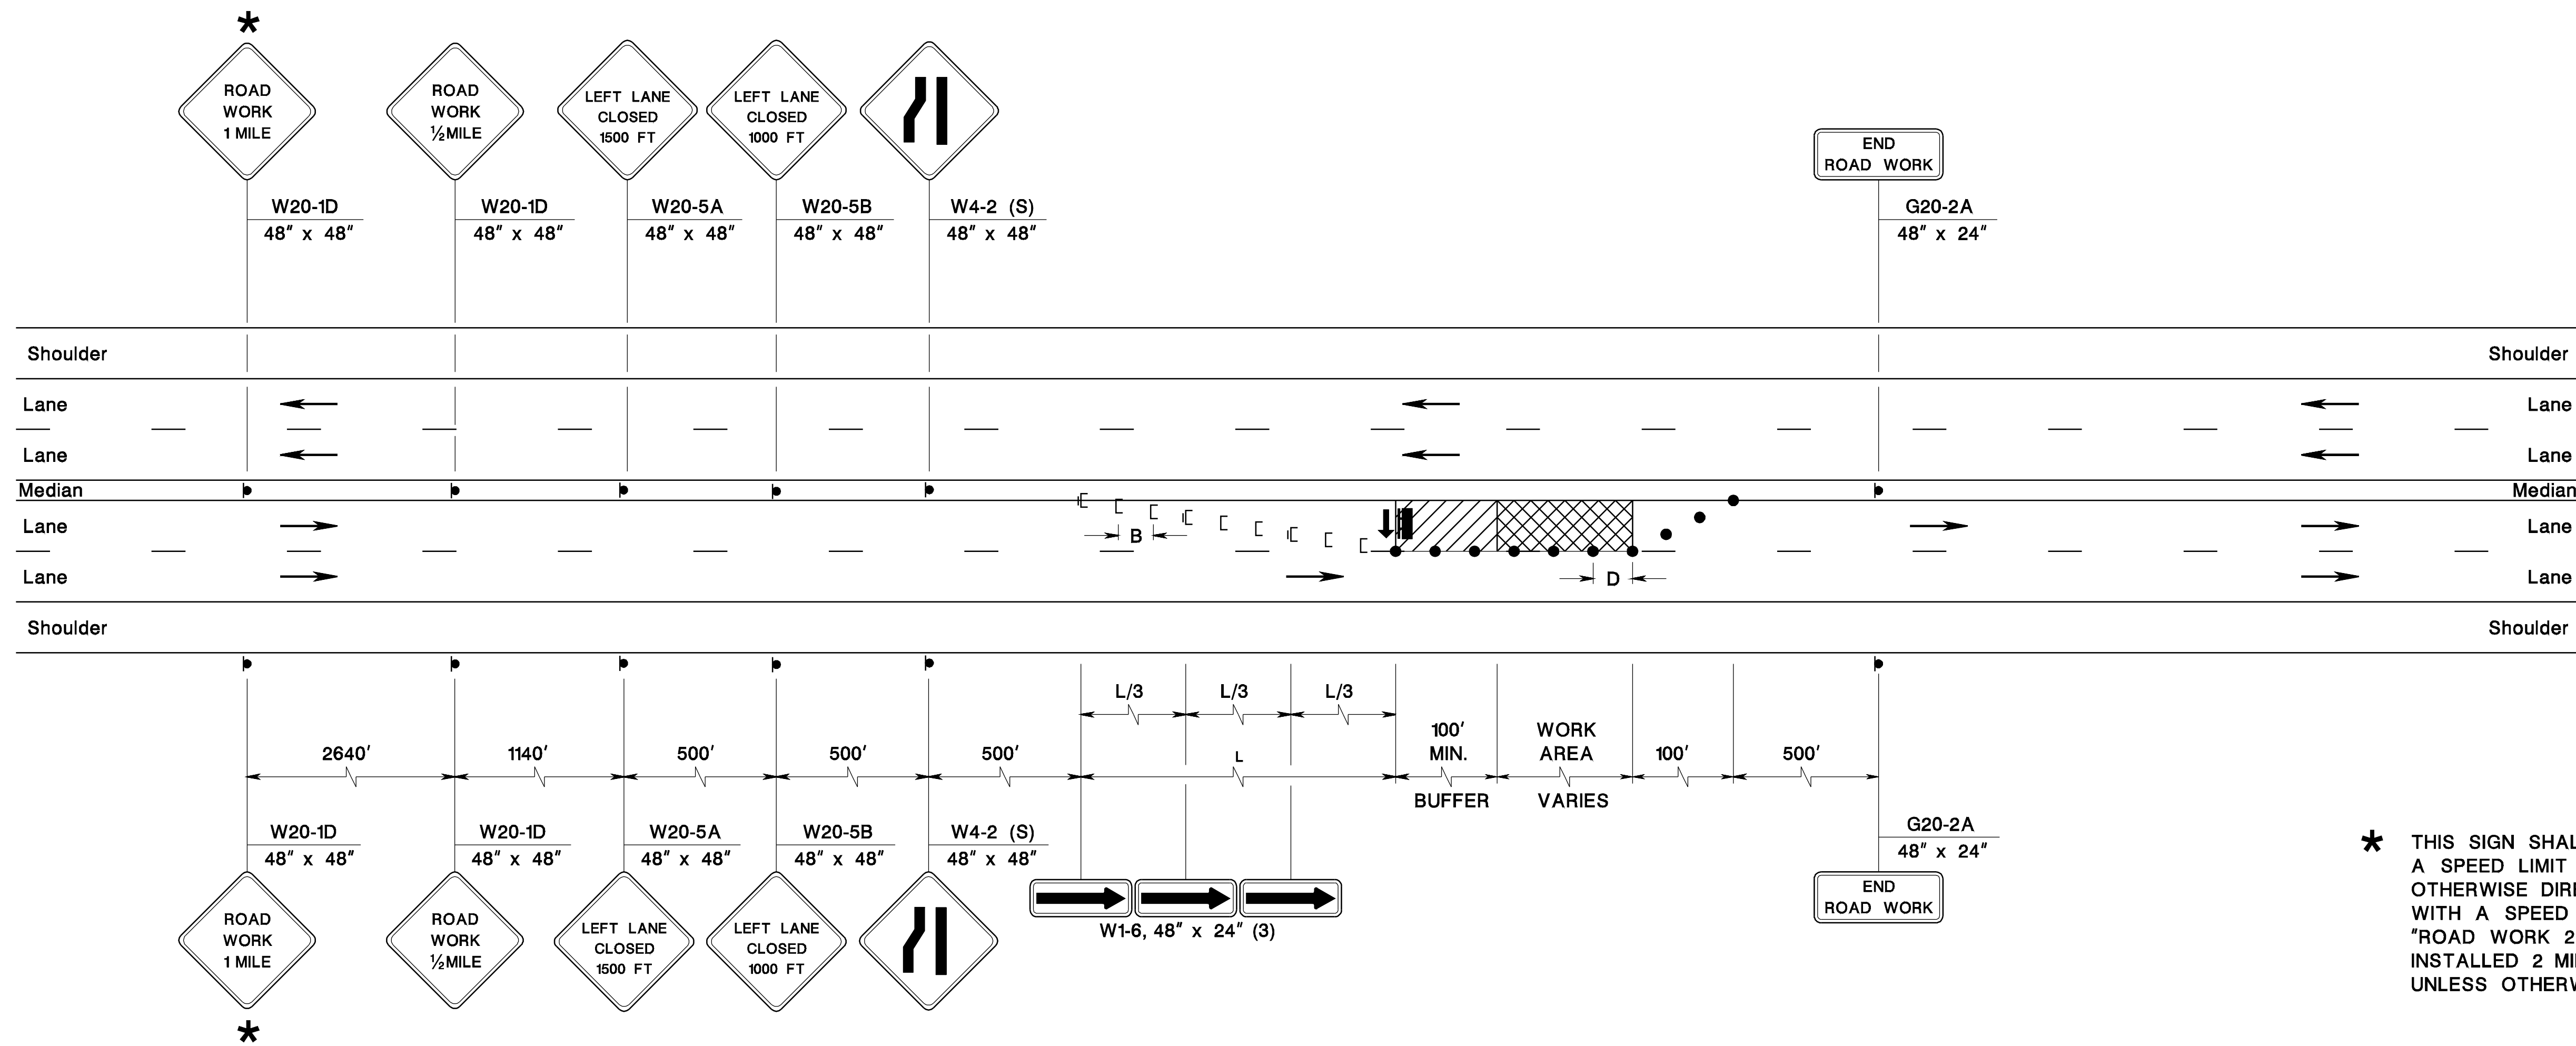 *
ROAD
WORK
1 MILE
ROAD
WORK
½ MILE
LEFT LANE
CLOSED
1500 FT
LEFT LANE
CLOSED
1000 FT
END
ROAD WORK
W20-1D
48" x 48"
W20-1D
48" x 48"
W20-5A
48" x 48"
W20-5B
48" x 48"
W4-2 (S)
48" x 48"
G20-2A
48" x 24"
Shoulder
Shoulder
Lane
Lane
Lane
Lane
Median
Median
Lane
Lane
B
Lane
Lane
D
Shoulder
Shoulder
L/3
L/3
L/3
2640'
1140'
500'
500'
500'
L
100'
MIN.
BUFFER
WORK
AREA
VARIES
100'
500'
W20-1D
48" x 48"
W20-1D
48" x 48"
W20-5A
48" x 48"
W20-5B
48" x 48"
W4-2 (S)
48" x 48"
G20-2A
48" x 24"
ROAD
WORK
1 MILE
ROAD
WORK
½ MILE
LEFT LANE
CLOSED
1500 FT
LEFT LANE
CLOSED
1000 FT
W1-6, 48" x 24" (3)
END
ROAD WORK
*
* THIS SIGN SHAL
A SPEED LIMIT
OTHERWISE DIR
WITH A SPEED
"ROAD WORK 2
INSTALLED 2 MI
UNLESS OTHER